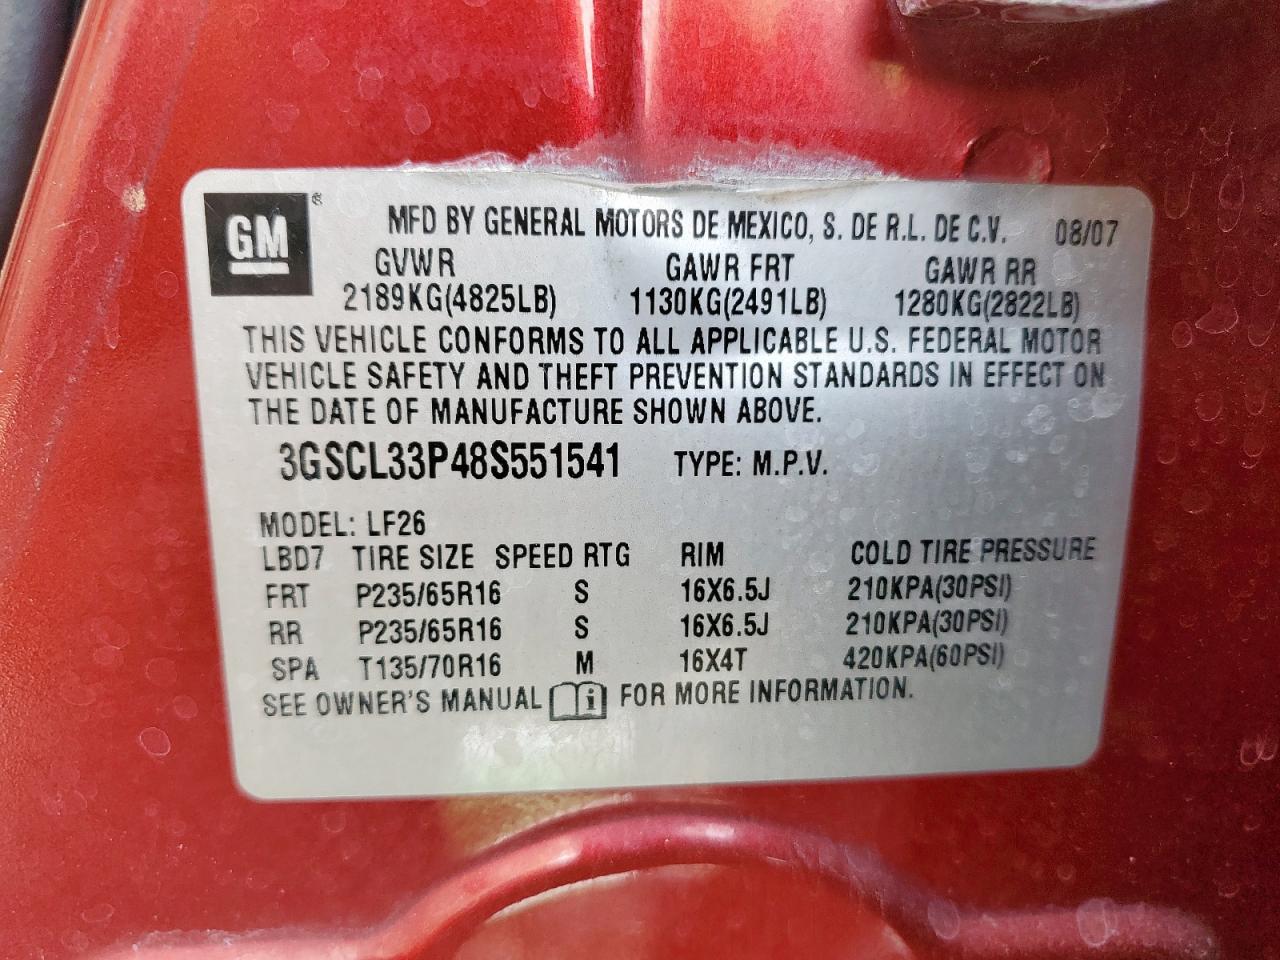 GM ® MFD BY GENERAL MOTORS DE MEXICO, S. DE R.L. DE C.V. 08/07
GVWR GAWR FRT GAWR RR
2189KG(4825LB) 1130KG(2491LB) 1280KG(2822LB)
THIS VEHICLE CONFORMS TO ALL APPLICABLE U.S. FEDERAL MOTOR
VEHICLE SAFETY AND THEFT PREVENTION STANDARDS IN EFFECT ON
THE DATE OF MANUFACTURE SHOWN ABOVE.
3GSCL33P48S551541 TYPE: M.P.V.
MODEL: LF26
LBD7 TIRE SIZE SPEED RTG RIM COLD TIRE PRESSURE
FRT P235/65R16 S 16X6.5J 210KPA(30PSI)
RR P235/65R16 S 16X6.5J 210KPA(30PSI)
SPA T135/70R16 M 16X4T 420KPA(60PSI)
SEE OWNER'S MANUAL i FOR MORE INFORMATION.